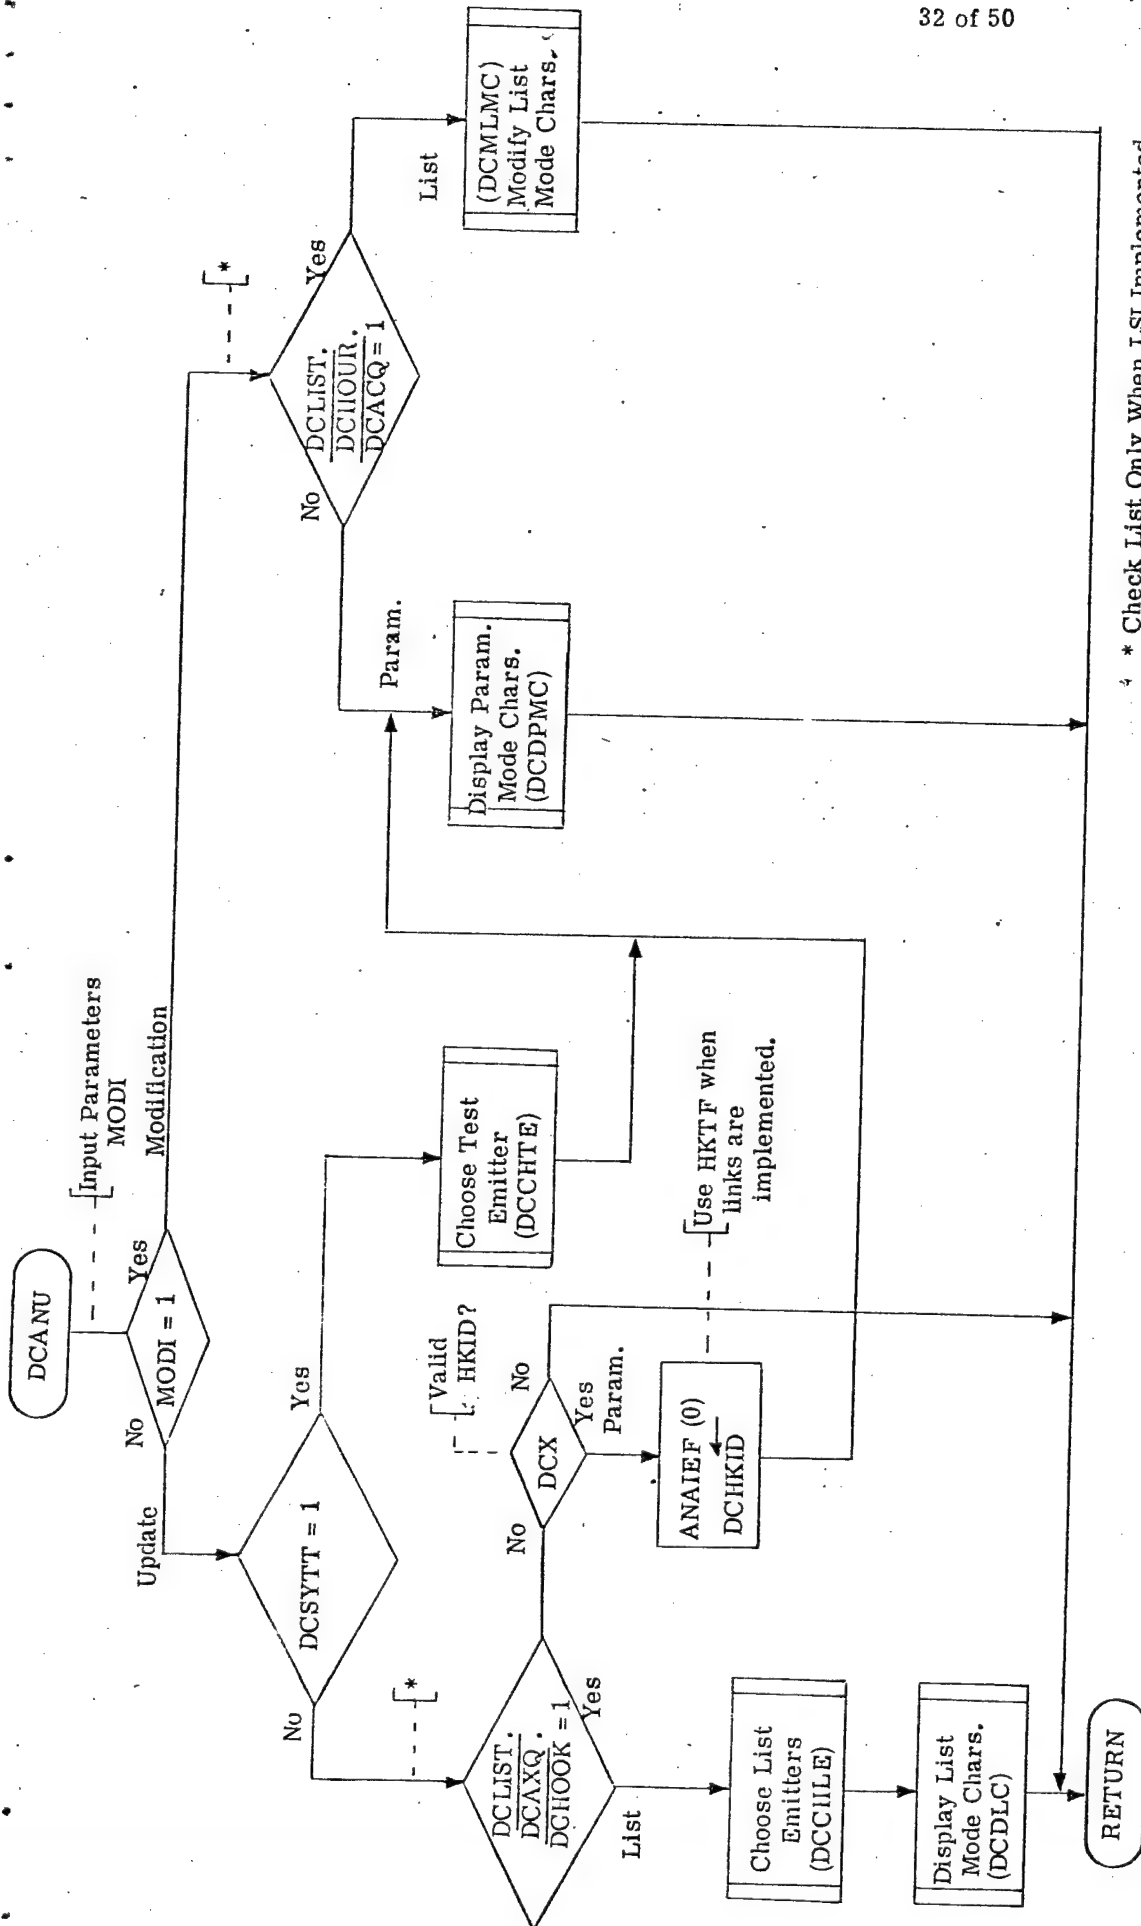 32 of 50
DCANU
Input Parameters
MODI
MODI = 1
No
Yes
Update
Modification
DCSYTT = 1
No
Yes
*
DCLIST.
DCAXQ.
DCHOOK = 1
No
Yes
List
Choose List
Emitters
(DCCHLE)
Display List
Mode Chars.
(DCDLC)
RETURN
Valid
HKID?
DCX
No
Yes
Param.
ANAIEF (0)
DCHKID
Use HKTF when
links are
implemented.
Choose Test
Emitter
(DCCHTE)
*
DCLIST.
DCHOUR.
DCACQ = 1
No
Yes
Param.
Display Param.
Mode Chars.
(DCDPMC)
List
(DCMLMC)
Modify List
Mode Chars.
* Check List Only When LSI Implemented